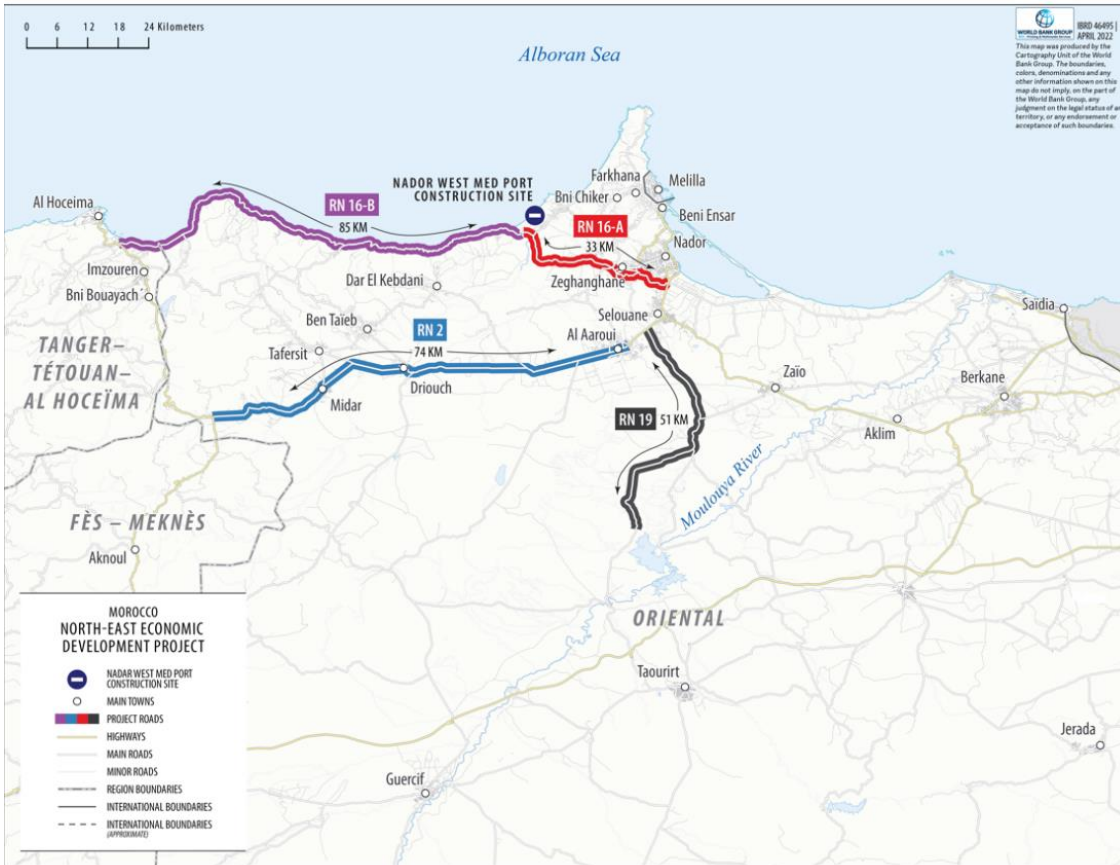 0 6 12 18 24 Kilometers
Alboran Sea
WORLD BANK GROUP
IBRD 46495 |
APRIL 2022
This map was produced by the
Cartography Unit of the World
Bank Group. The boundaries,
colors, denominations and any
other information shown on this
map do not imply, on the part of
the World Bank Group, any
judgment on the legal status of an
territory, or any endorsement or
acceptance of such boundaries.
NADOR WEST MED PORT
CONSTRUCTION SITE
Farkhana
Melilla
Bni Chiker
Beni Ensar
Al Hoceima
RN 16-B
85 KM
RN 16-A
33 KM
Nador
Zeghanghane
Imzouren
Bni Bouayach
Dar El Kebdani
Selouane
Saïdia
Ben Taïeb
RN 2
74 KM
Al Aaroui
TANGER–
TÉTOUAN–
AL HOCEÏMA
Tafersit
Driouch
Midar
Zaïo
Berkane
RN 19
51 KM
Aklim
Moulouya River
FÈS – MEKNÈS
Aknoul
ORIENTAL
Taourirt
Jerada
Guercif
MOROCCO
NORTH-EAST ECONOMIC
DEVELOPMENT PROJECT
NADAR WEST MED PORT
CONSTRUCTION SITE
MAIN TOWNS
PROJECT ROADS
HIGHWAYS
MAIN ROADS
MINOR ROADS
REGION BOUNDARIES
INTERNATIONAL BOUNDARIES
INTERNATIONAL BOUNDARIES
(APPROXIMATE)